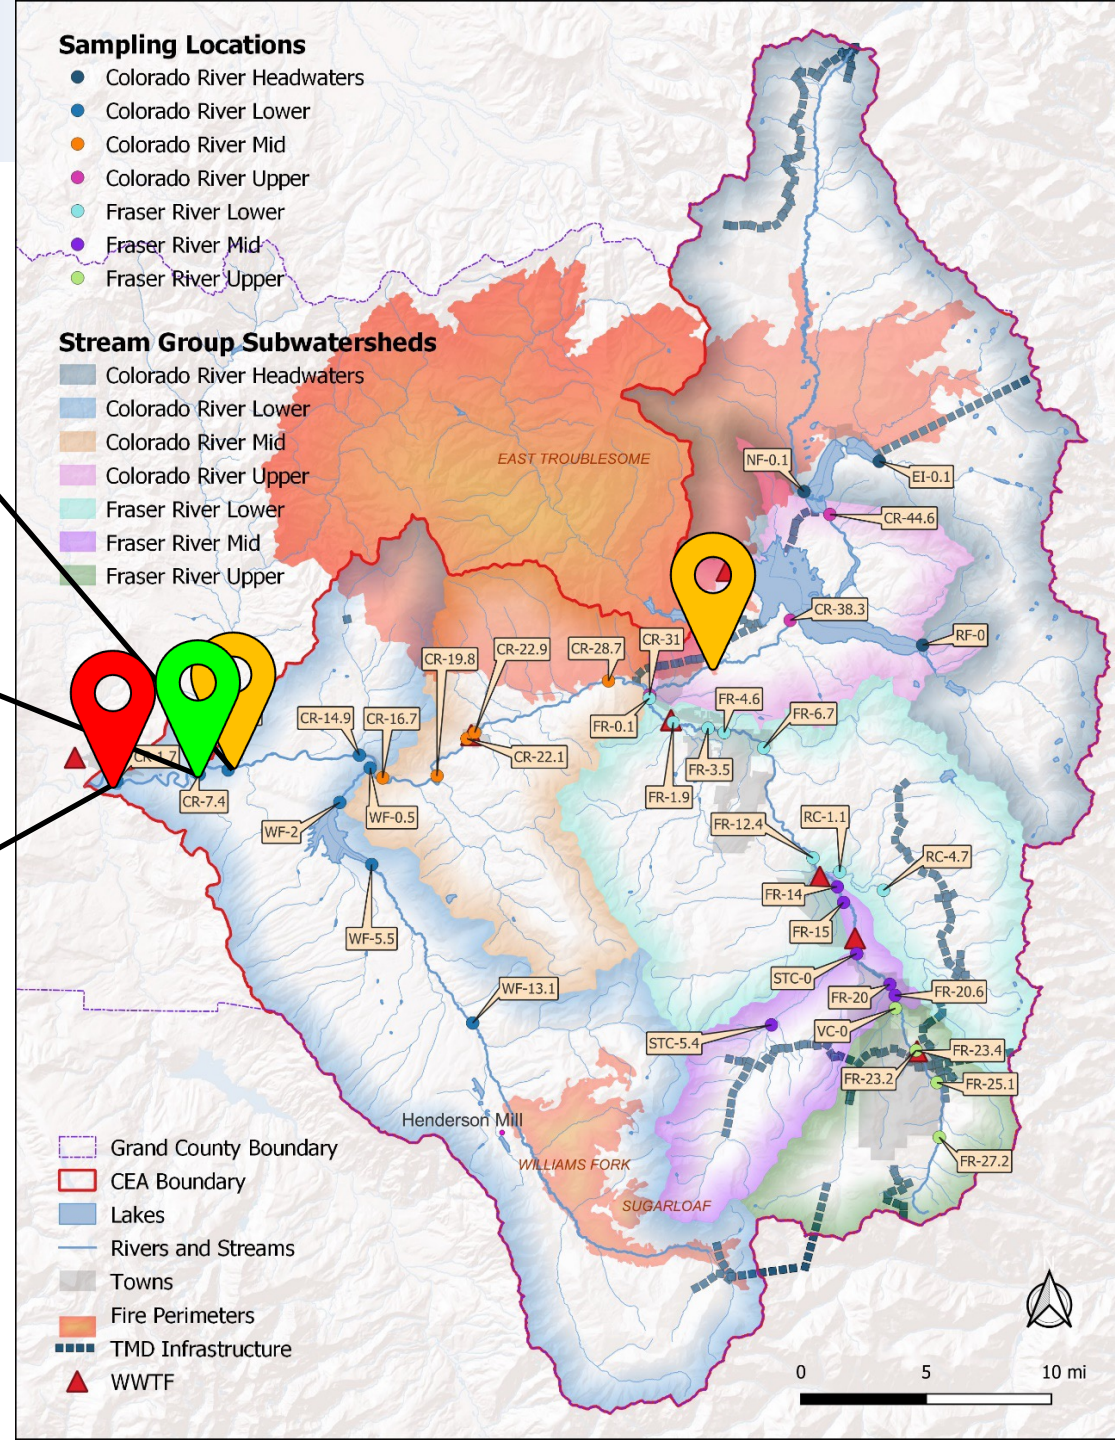 Sampling Locations
Colorado River Headwaters
Colorado River Lower
Colorado River Mid
Colorado River Upper
Fraser River Lower
Fraser River Mid
Fraser River Upper
Stream Group Subwatersheds
Colorado River Headwaters
Colorado River Lower
Colorado River Mid
Colorado River Upper
Fraser River Lower
Fraser River Mid
Fraser River Upper
EAST TROUBLESOME
NF-0.1
EI-0.1
CR-44.6
CR-38.3
RF-0
CR-31
CR-28.7
CR-22.9
CR-19.8
FR-4.6
FR-6.7
FR-0.1
CR-14.9
CR-16.7
CR-22.1
CR-1.7
FR-3.5
CR-7.4
FR-1.9
WF-0.5
WF-2
FR-12.4
RC-1.1
RC-4.7
FR-14
FR-15
WF-5.5
STC-0
WF-13.1
FR-20
FR-20.6
VC-0
STC-5.4
FR-23.4
FR-23.2
FR-25.1
Henderson Mill
WILLIAMS FORK
FR-27.2
SUGARLOAF
Grand County Boundary
CEA Boundary
Lakes
Rivers and Streams
Towns
Fire Perimeters
TMD Infrastructure
WWTF
0 5 10 mi